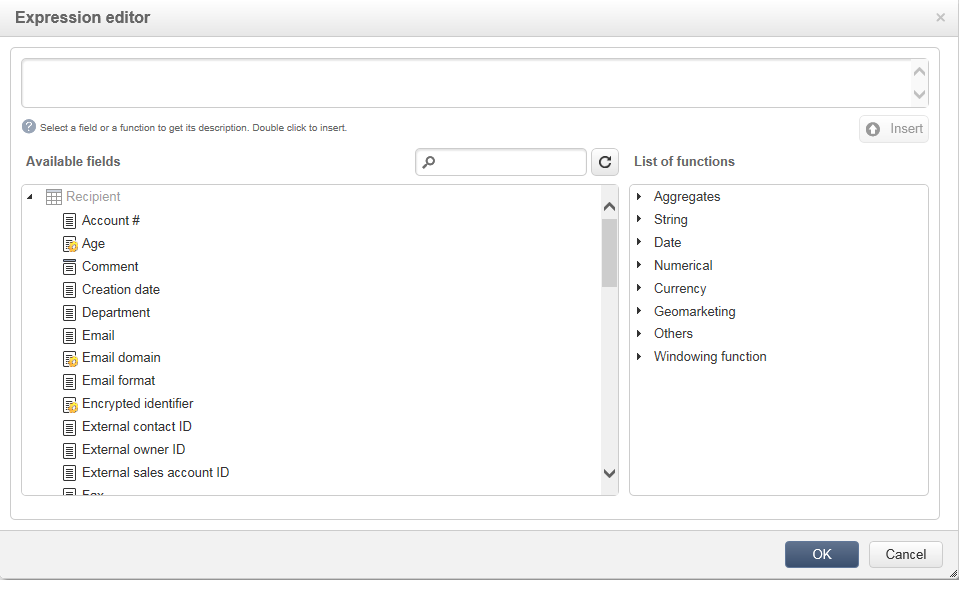 Expression editor
Select a field or a function to get its description. Double click to insert.
Insert
Available fields
List of functions
Recipient
Account #
Age
Comment
Creation date
Department
Email
Email domain
Email format
Encrypted identifier
External contact ID
External owner ID
External sales account ID
Fax
Aggregates
String
Date
Numerical
Currency
Geomarketing
Others
Windowing function
OK
Cancel